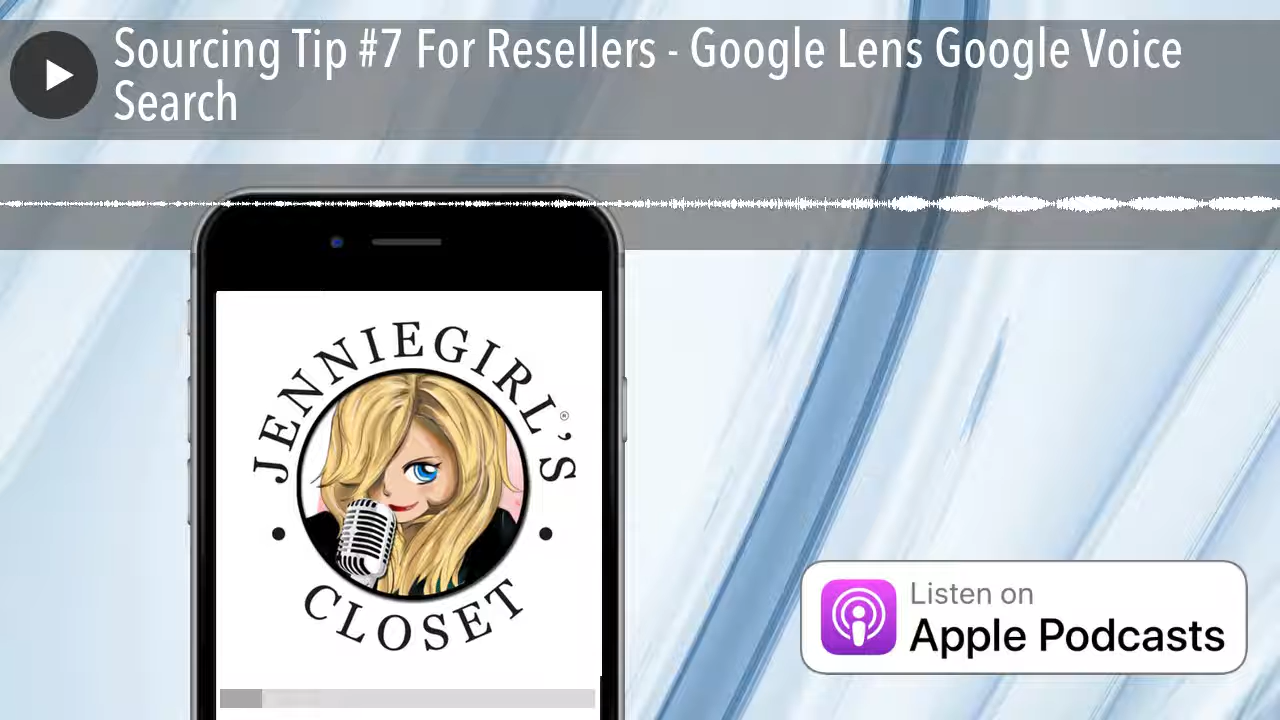 Sourcing Tip #7 For Resellers - Google Lens Google Voice
Search
JENNIEGIRL'S®
CLOSET
Listen on
Apple Podcasts